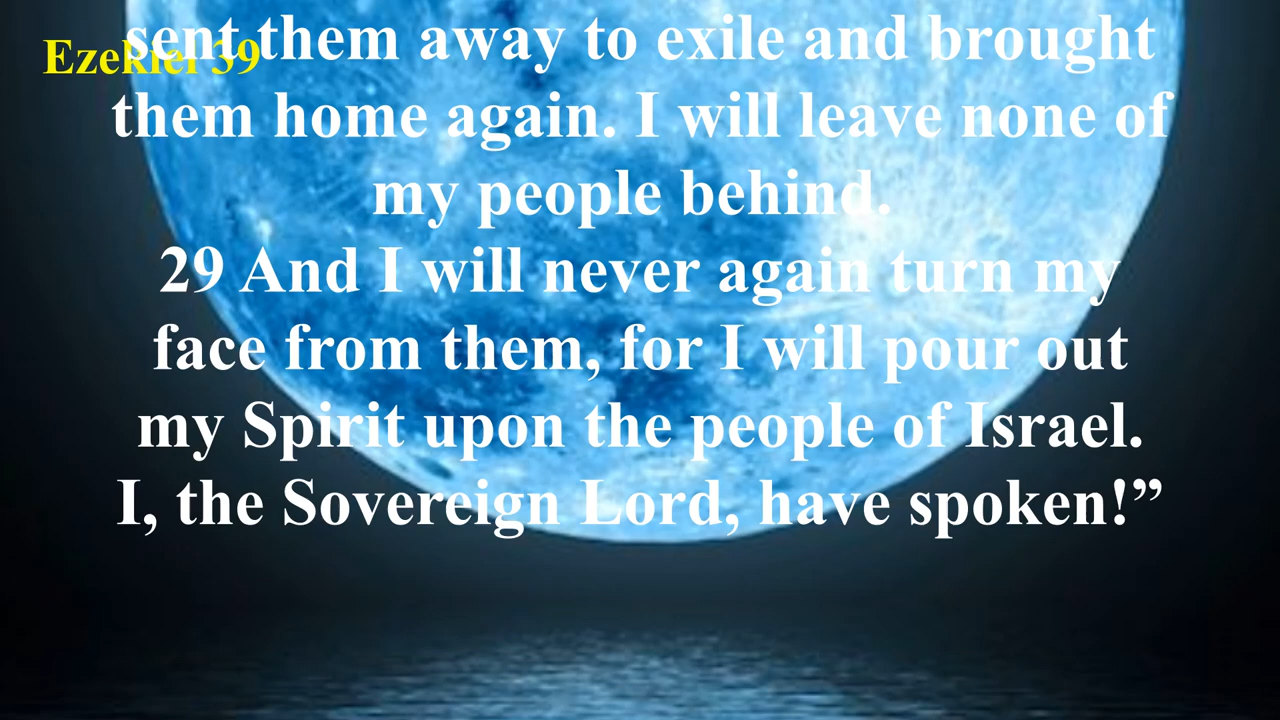 Ezekiel 39
sent them away to exile and brought
them home again. I will leave none of
my people behind.
29 And I will never again turn my
face from them, for I will pour out
my Spirit upon the people of Israel.
I, the Sovereign Lord, have spoken!”